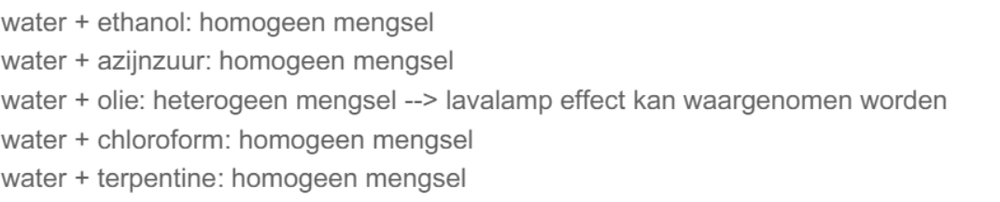 water + ethanol: homogeen mengsel
water + azijnzuur: homogeen mengsel
water + olie: heterogeen mengsel --> lavalamp effect kan waargenomen worden
water + chloroform: homogeen mengsel
water + terpentine: homogeen mengsel